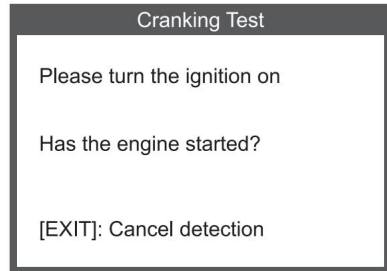 Cranking Test
Please turn the ignition on
Has the engine started?
[EXIT]: Cancel detection